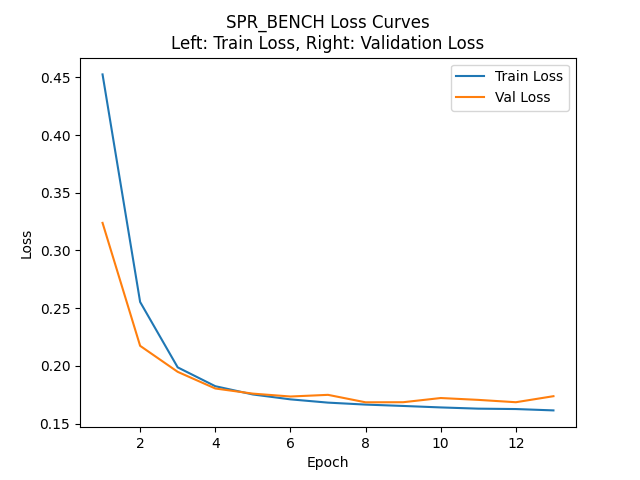 SPR_BENCH Loss Curves
Left: Train Loss, Right: Validation Loss
Train Loss
Val Loss
0.45
0.40
0.35
0.30
0.25
0.20
0.15
Loss
2 4 6 8 10 12
Epoch